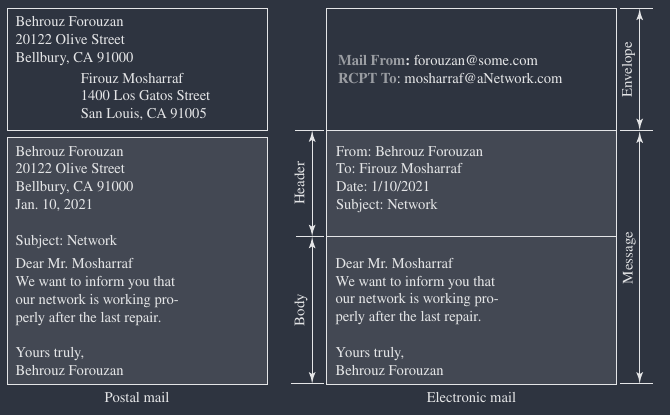 Behrouz Forouzan
20122 Olive Street
Bellbury, CA 91000
Firouz Mosharraf
1400 Los Gatos Street
San Louis, CA 91005
Behrouz Forouzan
20122 Olive Street
Bellbury, CA 91000
Jan. 10, 2021
Subject: Network
Dear Mr. Mosharraf
We want to inform you that
our network is working pro-
perly after the last repair.
Yours truly,
Behrouz Forouzan
Postal mail
Mail From: forouzan@some.com
RCPT To: mosharraf@aNetwork.com
Envelope
Header
From: Behrouz Forouzan
To: Firouz Mosharraf
Date: 1/10/2021
Subject: Network
Message
Body
Dear Mr. Mosharraf
We want to inform you that
our network is working pro-
perly after the last repair.
Yours truly,
Behrouz Forouzan
Electronic mail